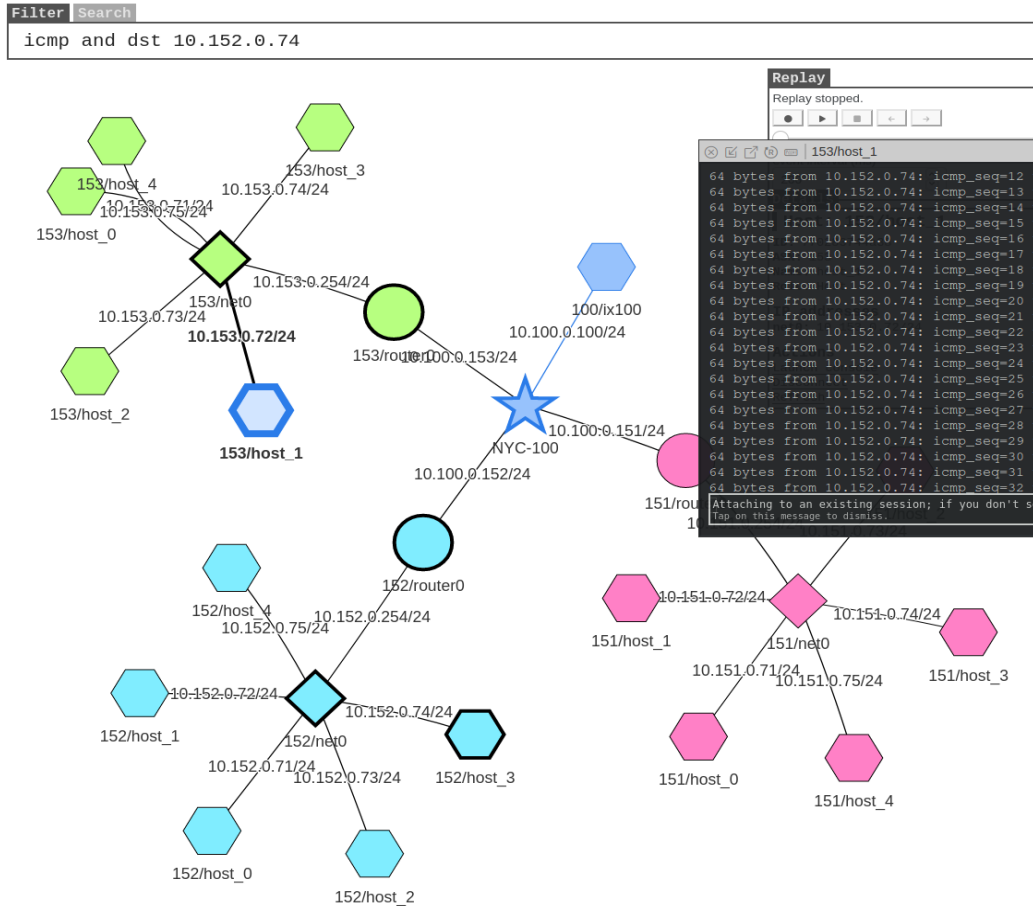 Filter Search
icmp and dst 10.152.0.74
Replay
Replay stopped.
153/host_1
64 bytes from 10.152.0.74: icmp_seq=12
64 bytes from 10.152.0.74: icmp_seq=13
64 bytes from 10.152.0.74: icmp_seq=14
64 bytes from 10.152.0.74: icmp_seq=15
64 bytes from 10.152.0.74: icmp_seq=16
64 bytes from 10.152.0.74: icmp_seq=17
64 bytes from 10.152.0.74: icmp_seq=18
64 bytes from 10.152.0.74: icmp_seq=19
64 bytes from 10.152.0.74: icmp_seq=20
64 bytes from 10.152.0.74: icmp_seq=21
64 bytes from 10.152.0.74: icmp_seq=22
64 bytes from 10.152.0.74: icmp_seq=23
64 bytes from 10.152.0.74: icmp_seq=24
64 bytes from 10.152.0.74: icmp_seq=25
64 bytes from 10.152.0.74: icmp_seq=26
64 bytes from 10.152.0.74: icmp_seq=27
64 bytes from 10.152.0.74: icmp_seq=28
64 bytes from 10.152.0.74: icmp_seq=29
64 bytes from 10.152.0.74: icmp_seq=30
64 bytes from 10.152.0.74: icmp_seq=31
64 bytes from 10.152.0.74: icmp_seq=32
Attaching to an existing session; if you don't s
Tap on this message to dismiss.
153/host_3
153/host_4
10.153.0.74/24
10.153.0.71/24
10.153.0.75/24
153/host_0
10.153.0.254/24
153/net0
100/ix100
10.153.0.73/24
10.100.0.100/24
10.153.0.72/24
153/router0
10.100.0.153/24
153/host_2
10.100.0.151/24
NYC-100
153/host_1
10.100.0.152/24
151/rou
10.151.0.73/24
152/router0
10.151.0.72/24
152/host_4
10.151.0.74/24
10.152.0.254/24
10.152.0.75/24
151/host_1
151/net0
10.151.0.71/24
151/host_3
10.151.0.75/24
10.152.0.72/24
10.152.0.74/24
152/host_1
152/net0
10.152.0.71/24
10.152.0.73/24
152/host_3
151/host_0
151/host_4
152/host_0
152/host_2